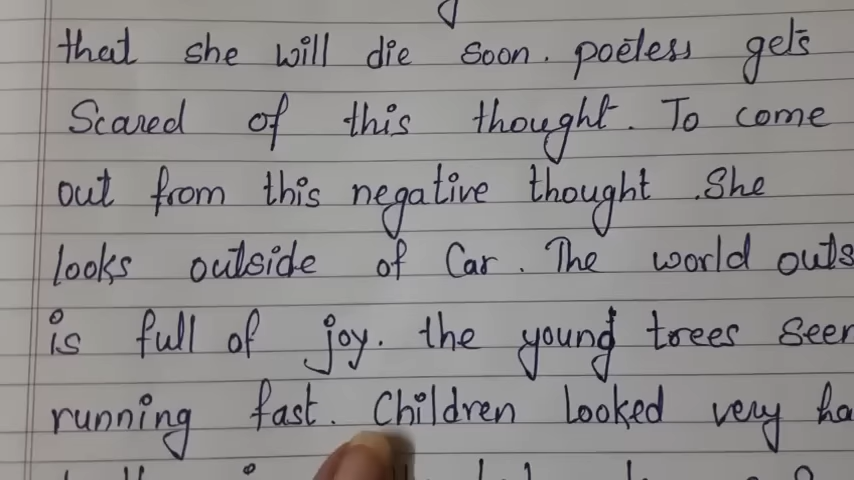 that she will die soon. poetess gets
Scared of this thought. To come
out from this negative thought .She
looks outside of Car. The world outs
is full of joy. the young trees seem
running fast. Children looked very ha